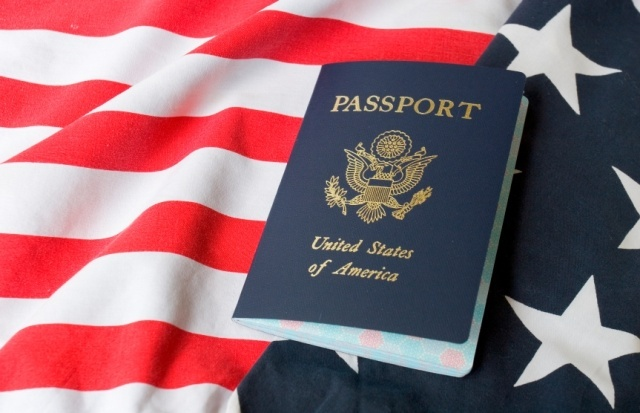 PASSPORT
United States
of America